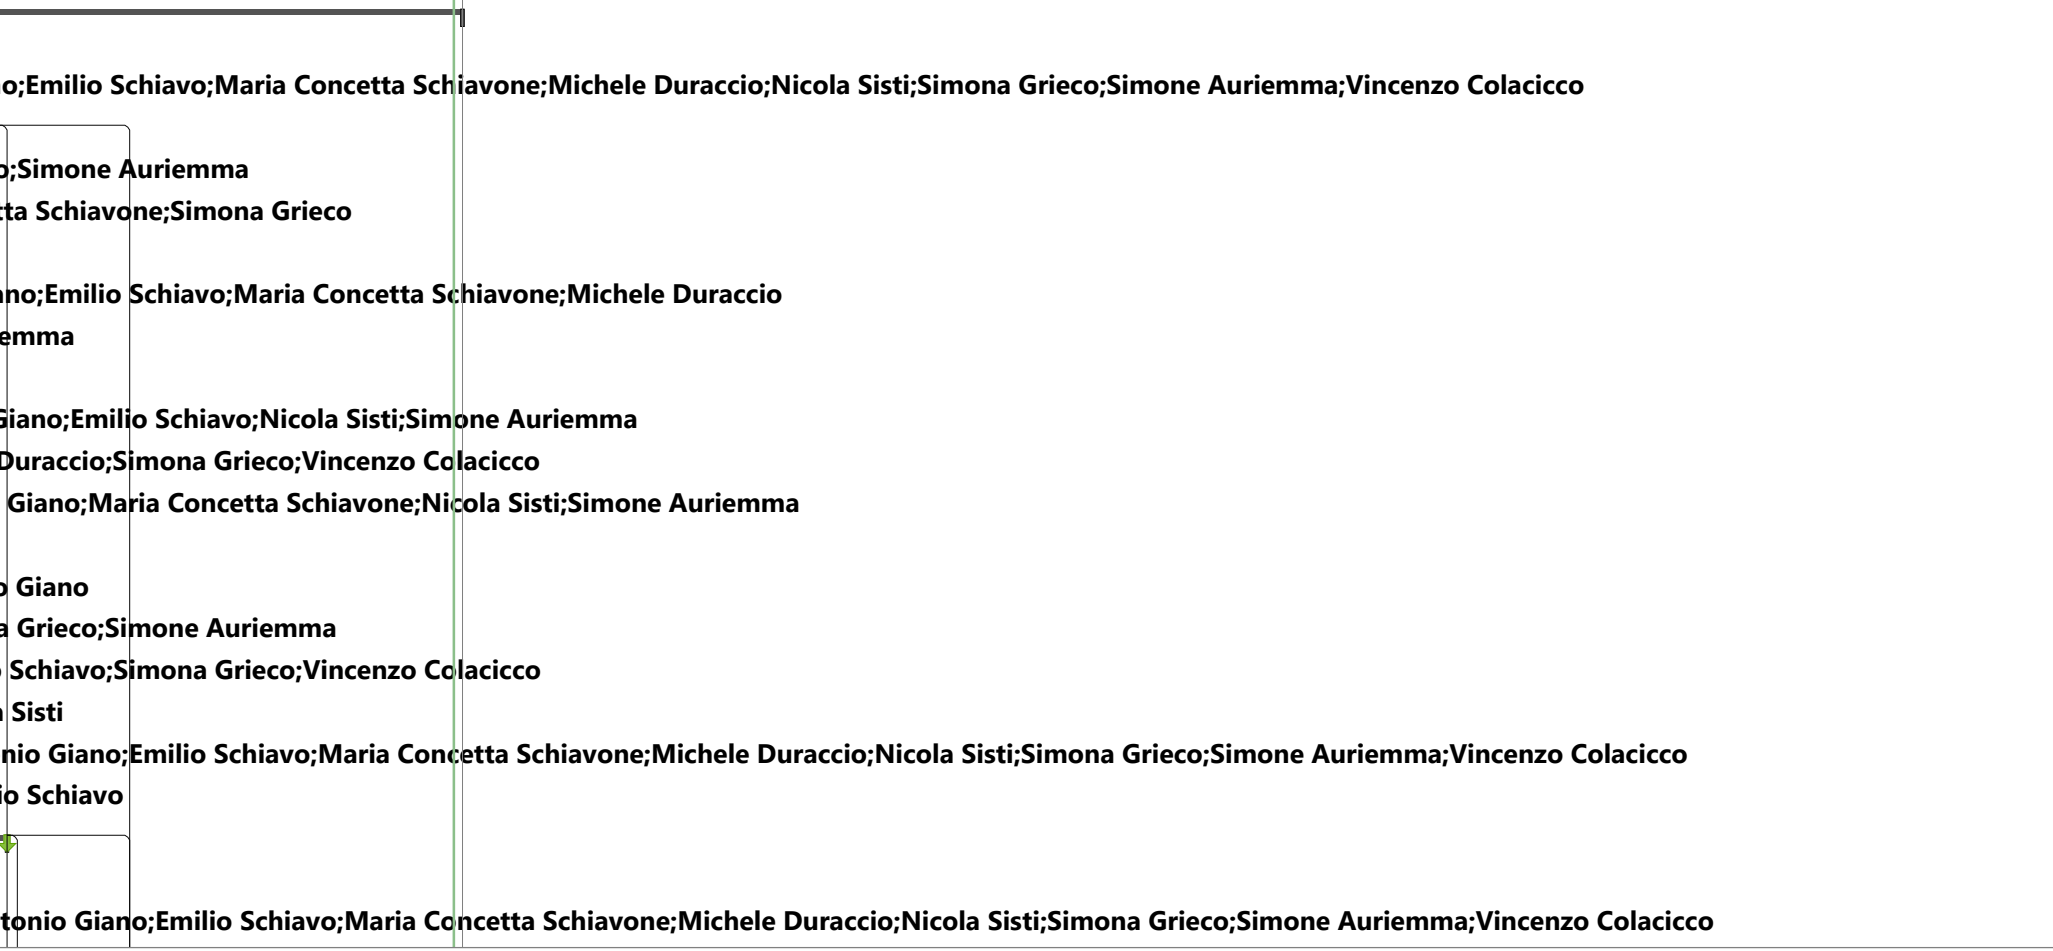 o;Emilio Schiavo;Maria Concetta Schiavone;Michele Duraccio;Nicola Sisti;Simona Grieco;Simone Auriemma;Vincenzo Colacicco
o;Simone Auriemma
tta Schiavone;Simona Grieco
ano;Emilio Schiavo;Maria Concetta Schiavone;Michele Duraccio
emma
Giano;Emilio Schiavo;Nicola Sisti;Simone Auriemma
Duraccio;Simona Grieco;Vincenzo Colacicco
Giano;Maria Concetta Schiavone;Nicola Sisti;Simone Auriemma
o Giano
a Grieco;Simone Auriemma
o Schiavo;Simona Grieco;Vincenzo Colacicco
a Sisti
nio Giano;Emilio Schiavo;Maria Concetta Schiavone;Michele Duraccio;Nicola Sisti;Simona Grieco;Simone Auriemma;Vincenzo Colacicco
io Schiavo
tonio Giano;Emilio Schiavo;Maria Concetta Schiavone;Michele Duraccio;Nicola Sisti;Simona Grieco;Simone Auriemma;Vincenzo Colacicco